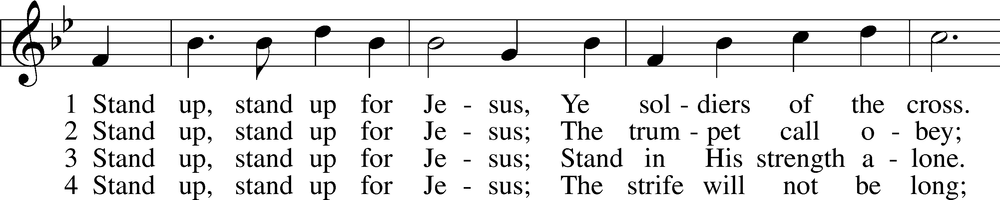 1 Stand up, stand up for Je - sus, Ye sol - diers of the cross.
2 Stand up, stand up for Je - sus; The trum - pet call o - bey;
3 Stand up, stand up for Je - sus; Stand in His strength a - lone.
4 Stand up, stand up for Je - sus; The strife will not be long;